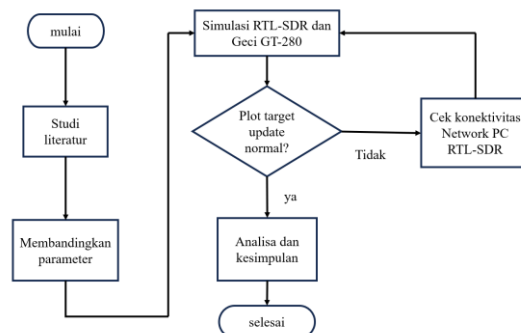 mulai
Studi
literatur
Membandingkan
parameter
Simulasi RTL-SDR dan
Geci GT-280
Plot target
update
normal?
Tidak
Cek konektivitas
Network PC
RTL-SDR
ya
Analisa dan
kesimpulan
selesai